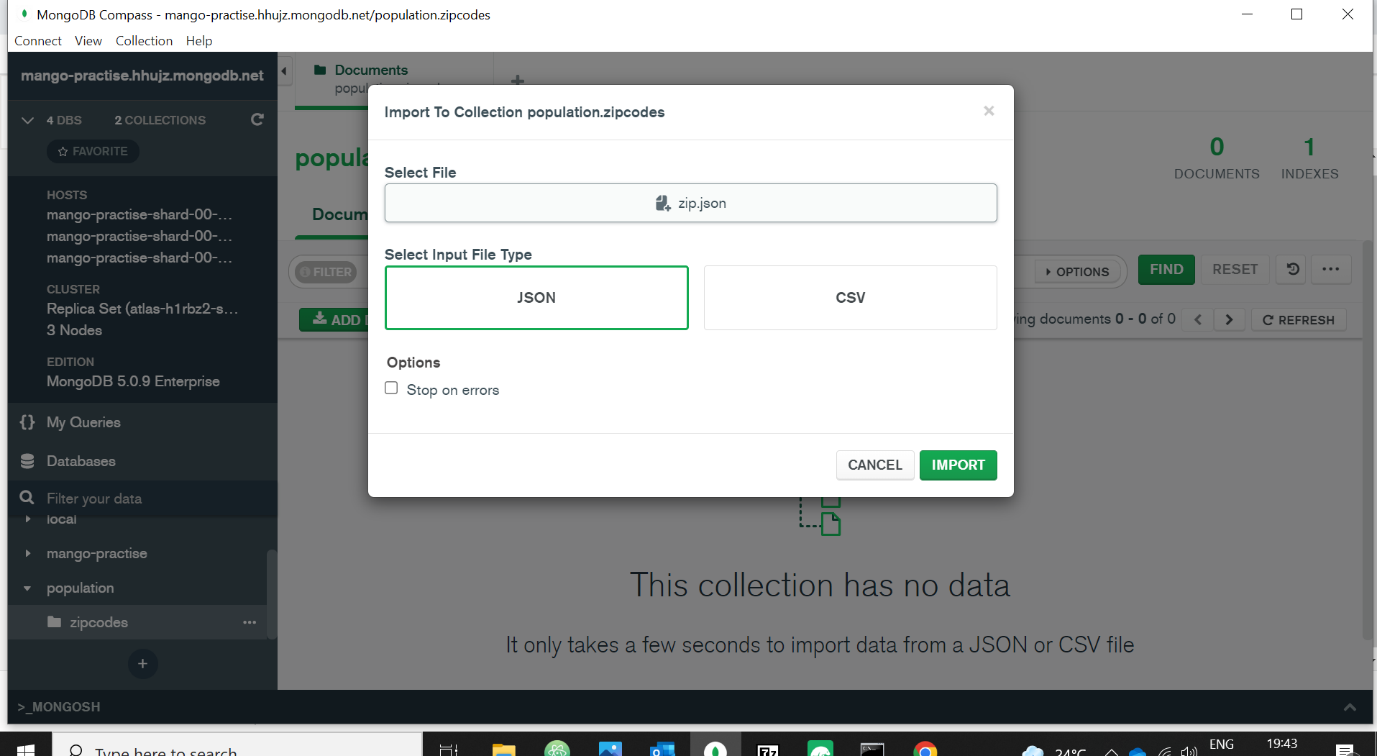 MongoDB Compass - mango-practise.hhujz.mongodb.net/population.zipcodes
Connect View Collection Help
mango-practise.hhujz.mongodb.net
4 DBS 2 COLLECTIONS
FAVORITE
HOSTS
mango-practise-shard-00-...
mango-practise-shard-00-...
mango-practise-shard-00-...
CLUSTER
Replica Set (atlas-h1rbz2-s...
3 Nodes
EDITION
MongoDB 5.0.9 Enterprise
{} My Queries
Databases
Filter your data
local
mango-practise
population
zipcodes ...
+
Documents
+
0
DOCUMENTS
1
INDEXES
FILTER
OPTIONS
FIND
RESET
...
ADD
documents 0 - 0 of 0
REFRESH
Import To Collection population.zipcodes
×
Select File
zip.json
Select Input File Type
JSON
CSV
Options
Stop on errors
CANCEL
IMPORT
This collection has no data
It only takes a few seconds to import data from a JSON or CSV file
>_MONGOSH
Type here to search
24°C
ENG
19:43